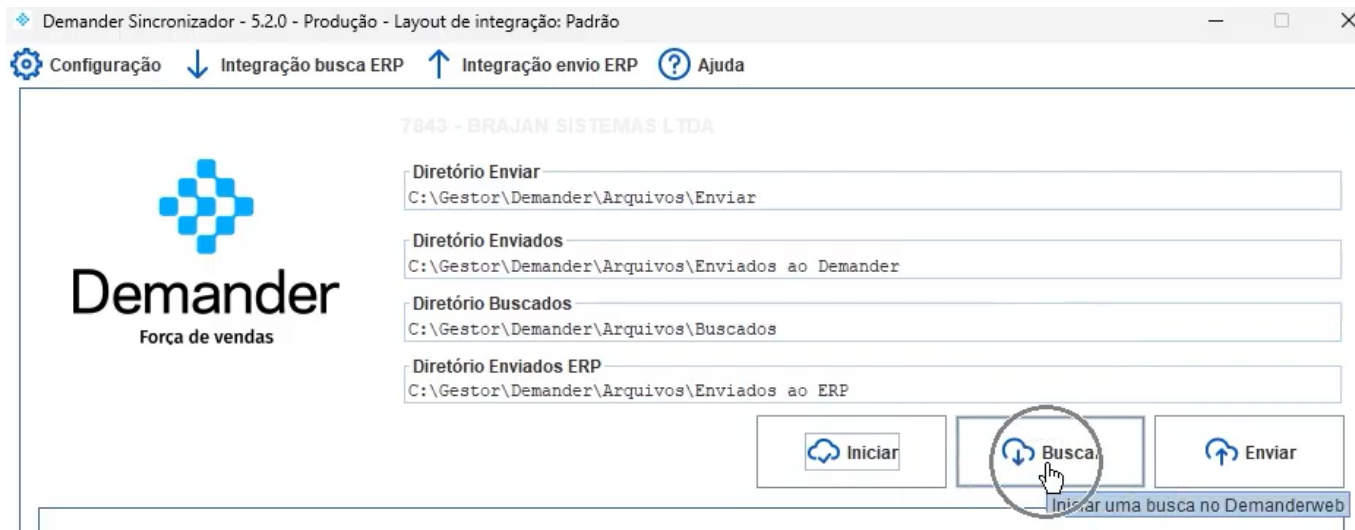 Demander Sincronizador - 5.2.0 - Produção - Layout de integração: Padrão
Configuração Integração busca ERP Integração envio ERP Ajuda
7843 - BRAJAN SISTEMAS LTDA
Diretório Enviar
C:\Gestor\Demander\Arquivos\Enviar
Diretório Enviados
C:\Gestor\Demander\Arquivos\Enviados ao Demander
Diretório Buscados
C:\Gestor\Demander\Arquivos\Buscados
Diretório Enviados ERP
C:\Gestor\Demander\Arquivos\Enviados ao ERP
Demander
Força de vendas
Iniciar Busca Enviar
Iniciar uma busca no Demanderweb